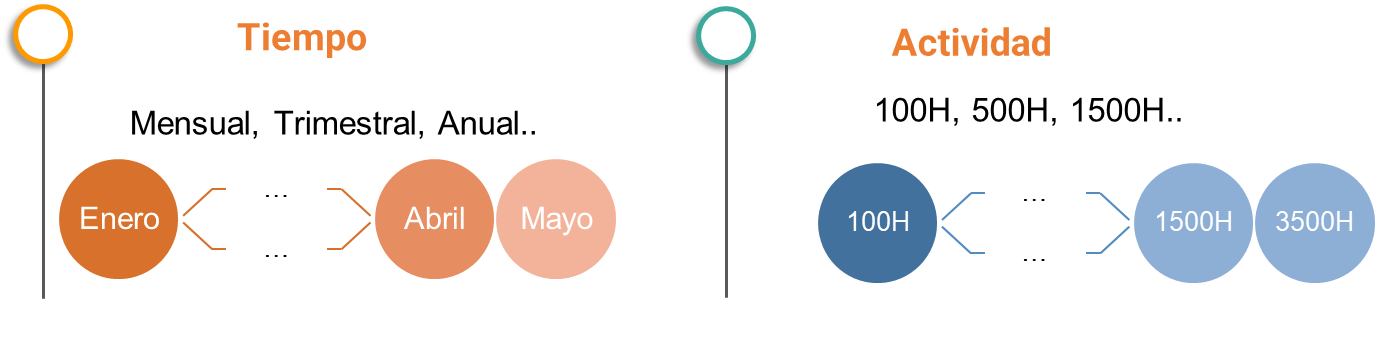 Tiempo
Mensual, Trimestral, Anual..
Enero
...
...
Abril
Mayo
Actividad
100H, 500H, 1500H..
100H
...
...
1500H
3500H